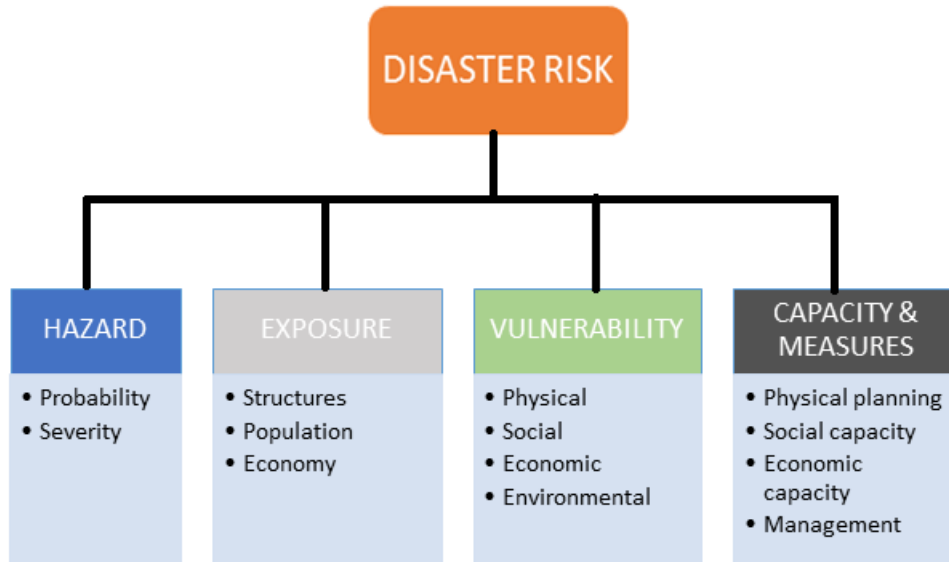 DISASTER RISK
HAZARD
• Probability
• Severity
EXPOSURE
• Structures
• Population
• Economy
VULNERABILITY
• Physical
• Social
• Economic
• Environmental
CAPACITY &
MEASURES
• Physical planning
• Social capacity
• Economic
capacity
• Management